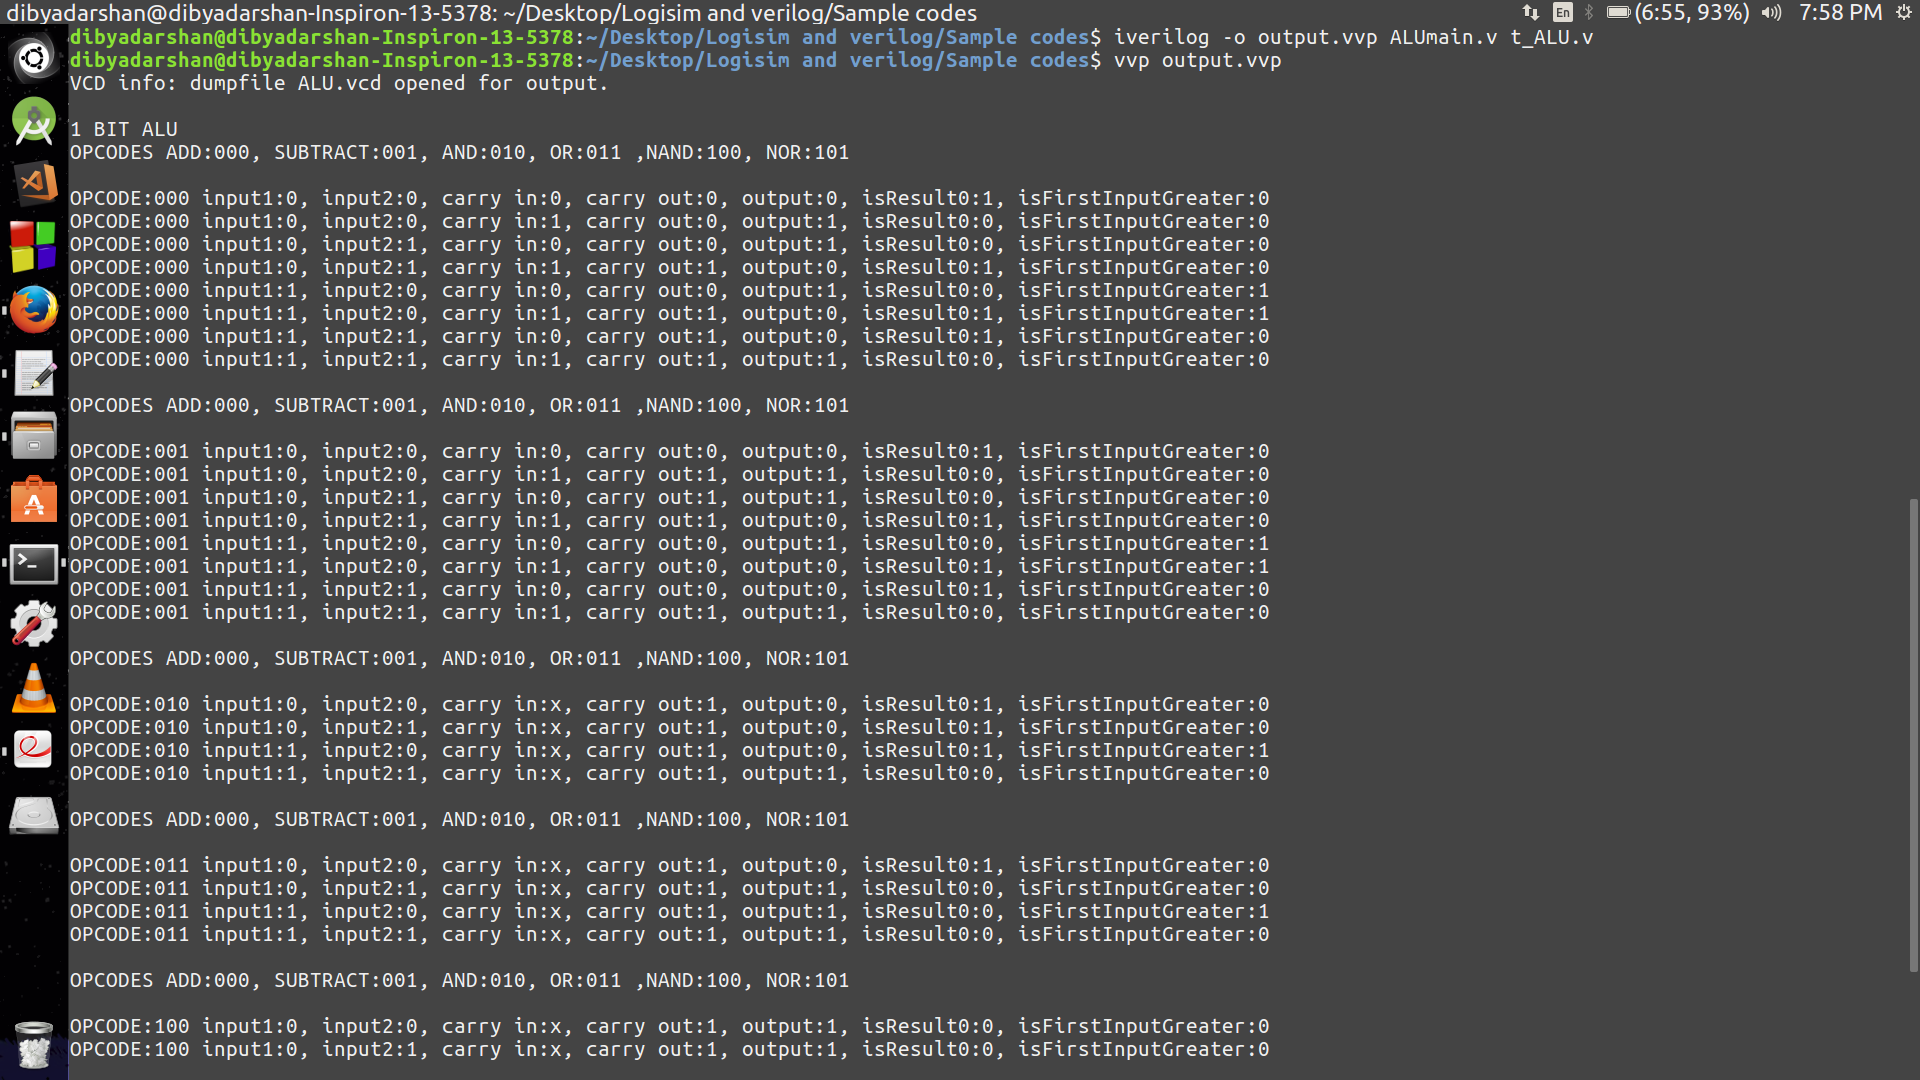 dibyadarshan@dibyadarshan-Inspiron-13-5378: ~/Desktop/Logisim and verilog/Sample codes En (6:55, 93%) 7:58 PM
dibyadarshan@dibyadarshan-Inspiron-13-5378:~/Desktop/Logisim and verilog/Sample codes$ iverilog -o output.vvp ALUmain.v t_ALU.v
dibyadarshan@dibyadarshan-Inspiron-13-5378:~/Desktop/Logisim and verilog/Sample codes$ vvp output.vvp
VCD info: dumpfile ALU.vcd opened for output.
1 BIT ALU
OPCODES ADD:000, SUBTRACT:001, AND:010, OR:011 ,NAND:100, NOR:101
OPCODE:000 input1:0, input2:0, carry in:0, carry out:0, output:0, isResult0:1, isFirstInputGreater:0
OPCODE:000 input1:0, input2:0, carry in:1, carry out:0, output:1, isResult0:0, isFirstInputGreater:0
OPCODE:000 input1:0, input2:1, carry in:0, carry out:0, output:1, isResult0:0, isFirstInputGreater:0
OPCODE:000 input1:0, input2:1, carry in:1, carry out:1, output:0, isResult0:1, isFirstInputGreater:0
OPCODE:000 input1:1, input2:0, carry in:0, carry out:0, output:1, isResult0:0, isFirstInputGreater:1
OPCODE:000 input1:1, input2:0, carry in:1, carry out:1, output:0, isResult0:1, isFirstInputGreater:1
OPCODE:000 input1:1, input2:1, carry in:0, carry out:1, output:0, isResult0:1, isFirstInputGreater:0
OPCODE:000 input1:1, input2:1, carry in:1, carry out:1, output:1, isResult0:0, isFirstInputGreater:0
OPCODES ADD:000, SUBTRACT:001, AND:010, OR:011 ,NAND:100, NOR:101
OPCODE:001 input1:0, input2:0, carry in:0, carry out:0, output:0, isResult0:1, isFirstInputGreater:0
OPCODE:001 input1:0, input2:0, carry in:1, carry out:1, output:1, isResult0:0, isFirstInputGreater:0
OPCODE:001 input1:0, input2:1, carry in:0, carry out:1, output:1, isResult0:0, isFirstInputGreater:0
OPCODE:001 input1:0, input2:1, carry in:1, carry out:1, output:0, isResult0:1, isFirstInputGreater:0
OPCODE:001 input1:1, input2:0, carry in:0, carry out:0, output:1, isResult0:0, isFirstInputGreater:1
OPCODE:001 input1:1, input2:0, carry in:1, carry out:0, output:0, isResult0:1, isFirstInputGreater:1
OPCODE:001 input1:1, input2:1, carry in:0, carry out:0, output:0, isResult0:1, isFirstInputGreater:0
OPCODE:001 input1:1, input2:1, carry in:1, carry out:1, output:1, isResult0:0, isFirstInputGreater:0
OPCODES ADD:000, SUBTRACT:001, AND:010, OR:011 ,NAND:100, NOR:101
OPCODE:010 input1:0, input2:0, carry in:x, carry out:1, output:0, isResult0:1, isFirstInputGreater:0
OPCODE:010 input1:0, input2:1, carry in:x, carry out:1, output:0, isResult0:1, isFirstInputGreater:0
OPCODE:010 input1:1, input2:0, carry in:x, carry out:1, output:0, isResult0:1, isFirstInputGreater:1
OPCODE:010 input1:1, input2:1, carry in:x, carry out:1, output:1, isResult0:0, isFirstInputGreater:0
OPCODES ADD:000, SUBTRACT:001, AND:010, OR:011 ,NAND:100, NOR:101
OPCODE:011 input1:0, input2:0, carry in:x, carry out:1, output:0, isResult0:1, isFirstInputGreater:0
OPCODE:011 input1:0, input2:1, carry in:x, carry out:1, output:1, isResult0:0, isFirstInputGreater:0
OPCODE:011 input1:1, input2:0, carry in:x, carry out:1, output:1, isResult0:0, isFirstInputGreater:1
OPCODE:011 input1:1, input2:1, carry in:x, carry out:1, output:1, isResult0:0, isFirstInputGreater:0
OPCODES ADD:000, SUBTRACT:001, AND:010, OR:011 ,NAND:100, NOR:101
OPCODE:100 input1:0, input2:0, carry in:x, carry out:1, output:1, isResult0:0, isFirstInputGreater:0
OPCODE:100 input1:0, input2:1, carry in:x, carry out:1, output:1, isResult0:0, isFirstInputGreater:0